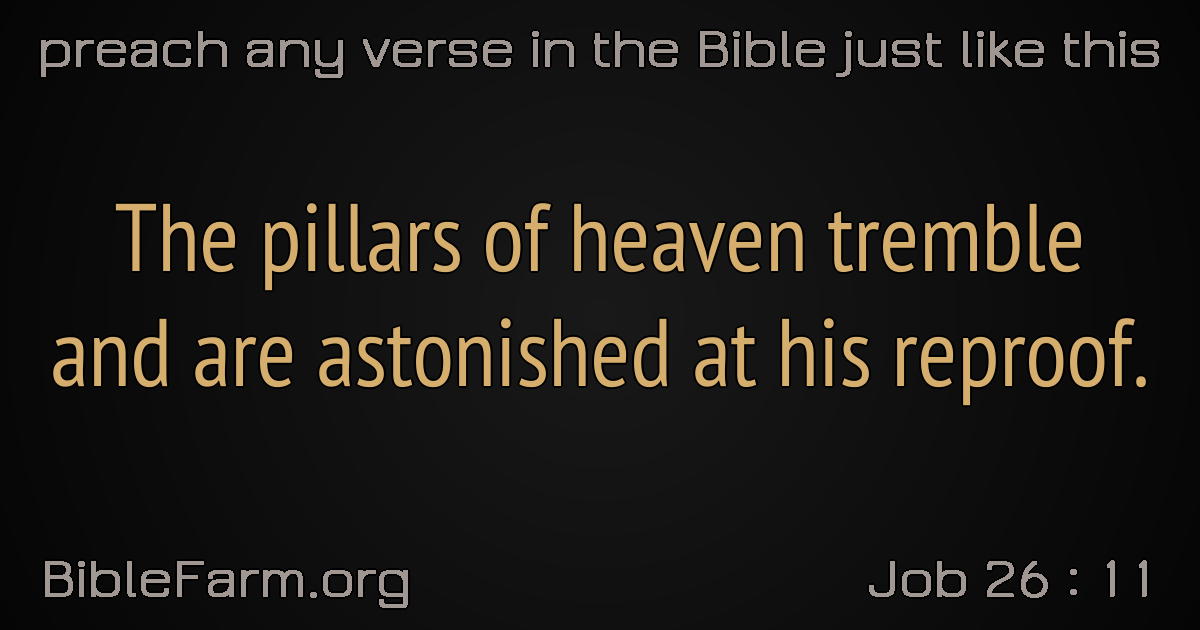 preach any verse in the Bible just like this
The pillars of heaven tremble
and are astonished at his reproof.
BibleFarm.org
Job 26 : 11